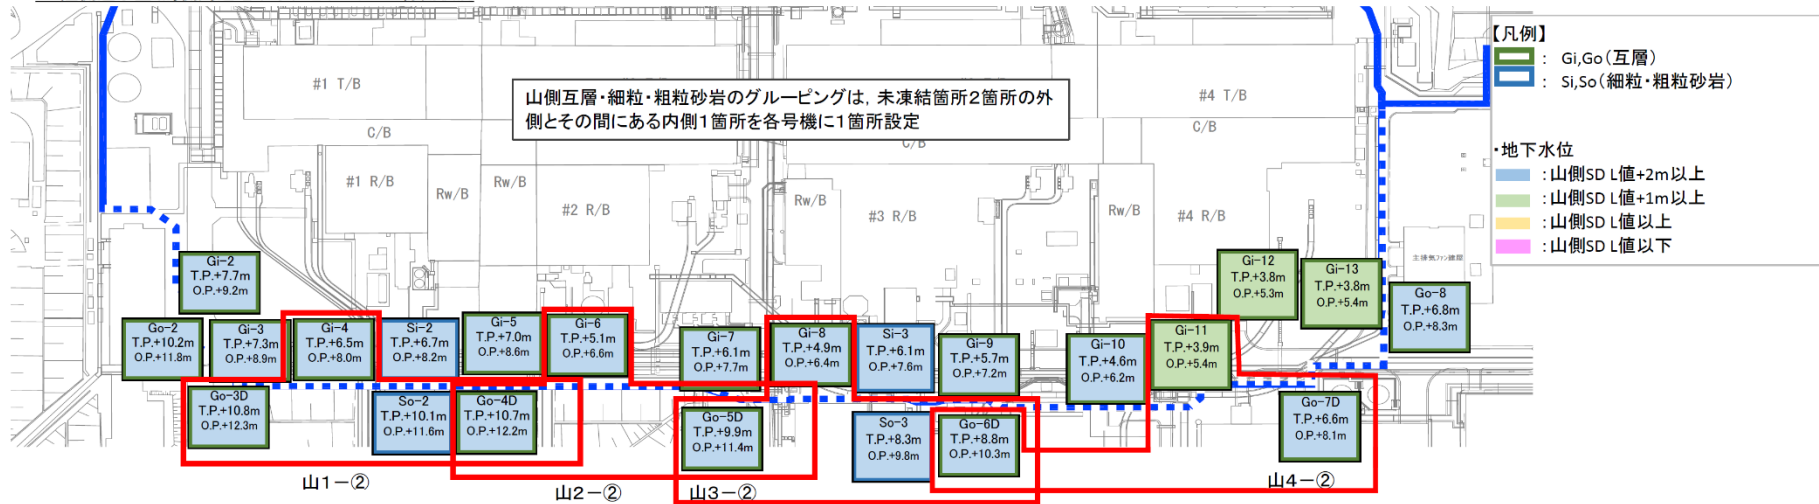 【凡例】
: Gi,Go(互層)
: Si,So(細粒・粗粒砂岩)
・地下水位
:山側SD L値+2m以上
:山側SD L値+1m以上
:山側SD L値以上
:山側SD L値以下
山側互層・細粒・粗粒砂岩のグルーピングは, 未凍結箇所2箇所の外
側とその間にある内側1箇所を各号機に1箇所設定
#1 T/B
#4 T/B
C/B
C/B
C/B
#1 R/B
Rw/B
Rw/B
#2 R/B
Rw/B
#3 R/B
Rw/B
#4 R/B
主排気ファン建屋
Gi-2
T.P.+7.7m
O.P.+9.2m
Gi-12
T.P.+3.8m
O.P.+5.3m
Gi-13
T.P.+3.8m
O.P.+5.4m
Go-8
T.P.+6.8m
O.P.+8.3m
Go-2
T.P.+10.2m
O.P.+11.8m
Gi-3
T.P.+7.3m
O.P.+8.9m
Gi-4
T.P.+6.5m
O.P.+8.0m
Si-2
T.P.+6.7m
O.P.+8.2m
Gi-5
T.P.+7.0m
O.P.+8.6m
Gi-6
T.P.+5.1m
O.P.+6.6m
Gi-7
T.P.+6.1m
O.P.+7.7m
Gi-8
T.P.+4.9m
O.P.+6.4m
Si-3
T.P.+6.1m
O.P.+7.6m
Gi-9
T.P.+5.7m
O.P.+7.2m
Gi-10
T.P.+4.6m
O.P.+6.2m
Gi-11
T.P.+3.9m
O.P.+5.4m
Go-3D
T.P.+10.8m
O.P.+12.3m
So-2
T.P.+10.1m
O.P.+11.6m
Go-4D
T.P.+10.7m
O.P.+12.2m
Go-5D
T.P.+9.9m
O.P.+11.4m
So-3
T.P.+8.3m
O.P.+9.8m
Go-6D
T.P.+8.8m
O.P.+10.3m
Go-7D
T.P.+6.6m
O.P.+8.1m
山1-②
山2-②
山3-②
山4-②